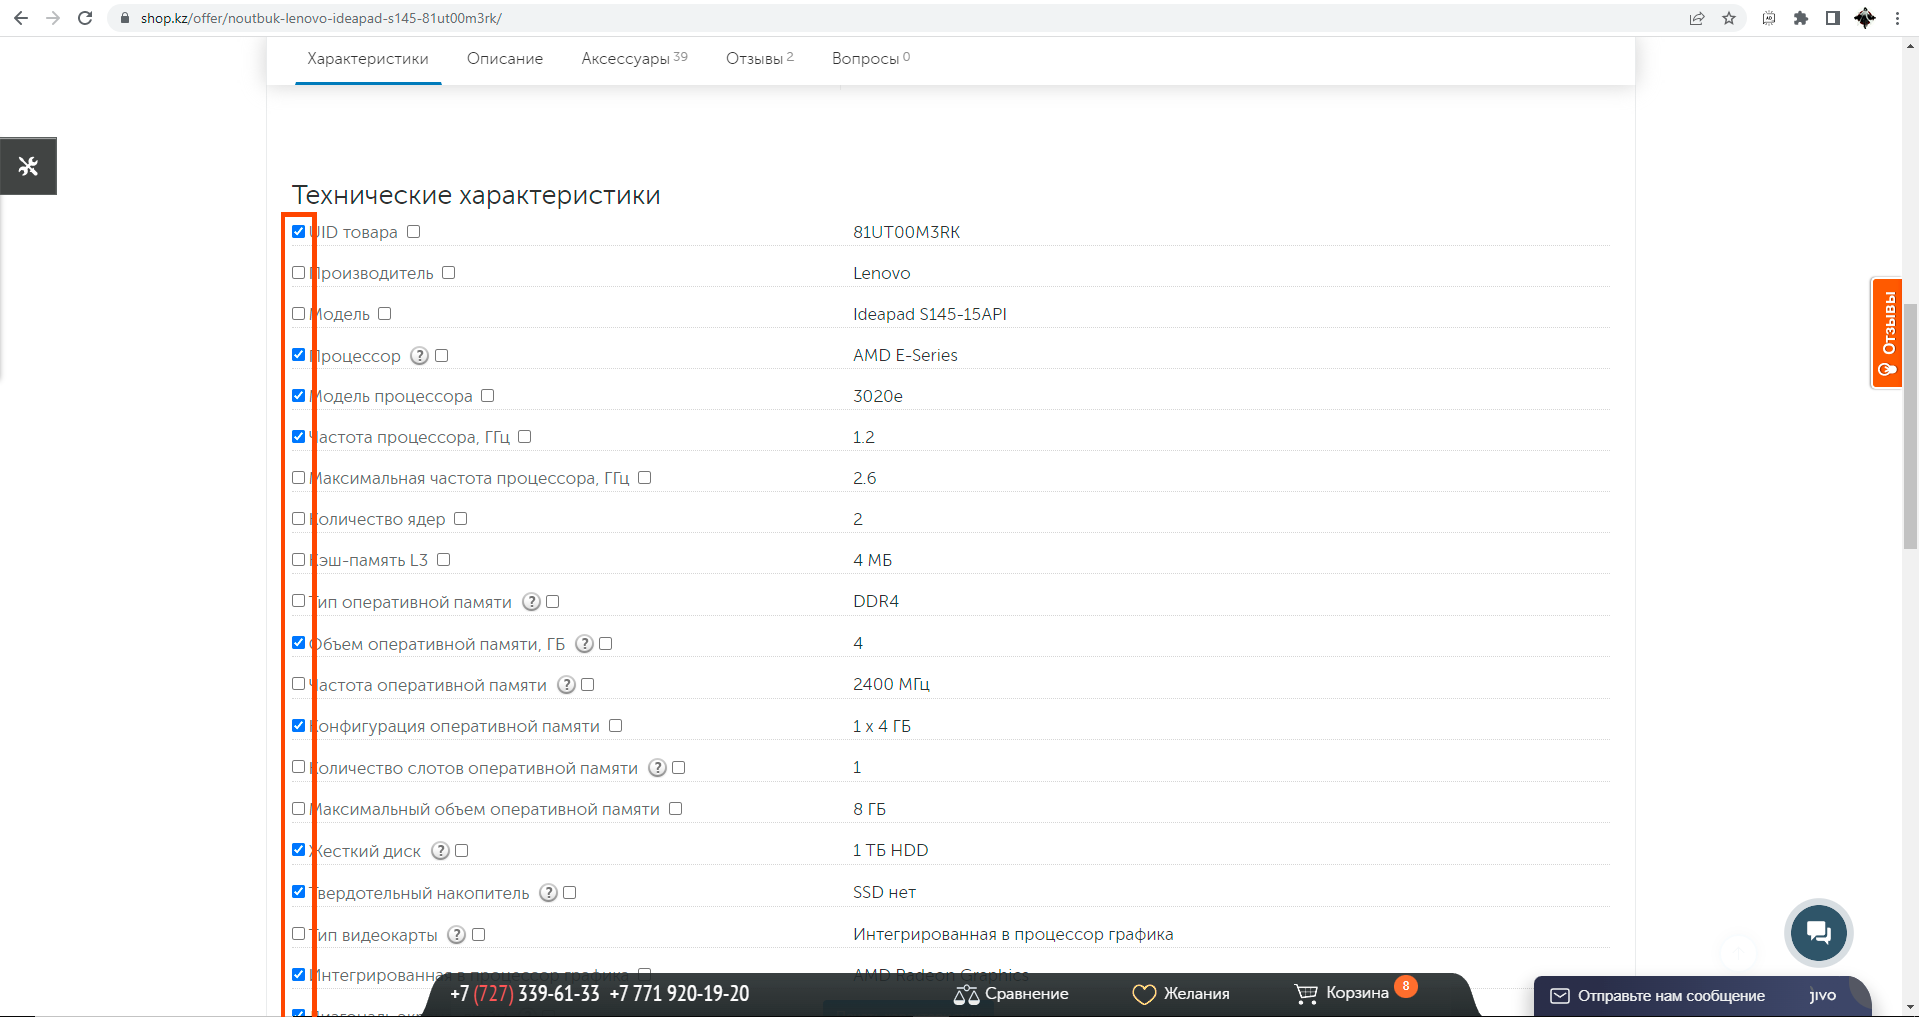 shop.kz/offer/noutbuk-lenovo-ideapad-s145-81ut00m3rk/
Характеристики Описание Аксессуары 39 Отзывы 2 Вопросы 0
Технические характеристики
UID товара 81UT00M3RK
Производитель Lenovo
Модель Ideapad S145-15API
Процессор ? AMD E-Series
Модель процессора 3020e
Частота процессора, ГГц 1.2
Максимальная частота процессора, ГГц 2.6
Количество ядер 2
Кэш-память L3 4 МБ
Тип оперативной памяти ? DDR4
Объем оперативной памяти, ГБ ? 4
Частота оперативной памяти ? 2400 МГц
Конфигурация оперативной памяти 1 x 4 ГБ
Количество слотов оперативной памяти ? 1
Максимальный объем оперативной памяти 8 ГБ
Жесткий диск ? 1 ТБ HDD
Твердотельный накопитель ? SSD нет
Тип видеокарты ? Интегрированная в процессор графика
Интегрированная в процессор графика AMD Radeon Graphics
+7 (727) 339-61-33 +7 771 920-19-20 Сравнение Желания Корзина 8
Отправьте нам сообщение jivo
Отзывы